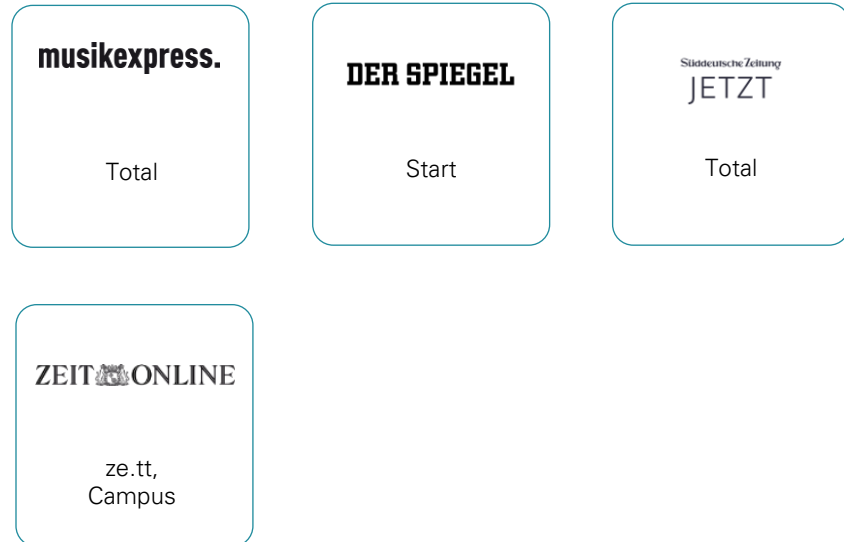 musikexpress.
Total
DER SPIEGEL
Start
Süddeutsche Zeitung
JETZT
Total
ZEIT ONLINE
ze.tt,
Campus